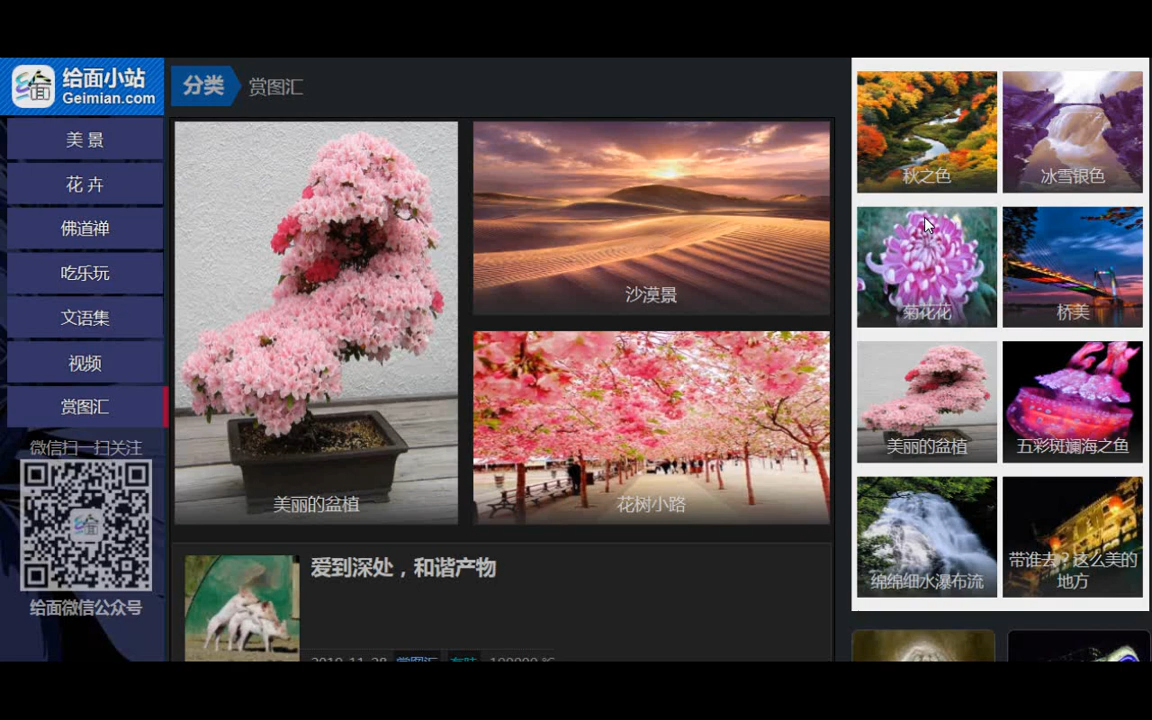 给面小站
Geimian.com
美 景
花 卉
佛道禅
吃乐玩
文语集
视频
赏图汇
微信扫一扫关注
给面微信公众号
分类
赏图汇
美丽的盆植
沙漠景
花树小路
爱到深处，和谐产物
赏图汇
秋之色
冰雪银色
菊花花
桥美
美丽的盆植
五彩斑斓海之鱼
绵绵细水瀑布流
带谁去？这么美的
地方